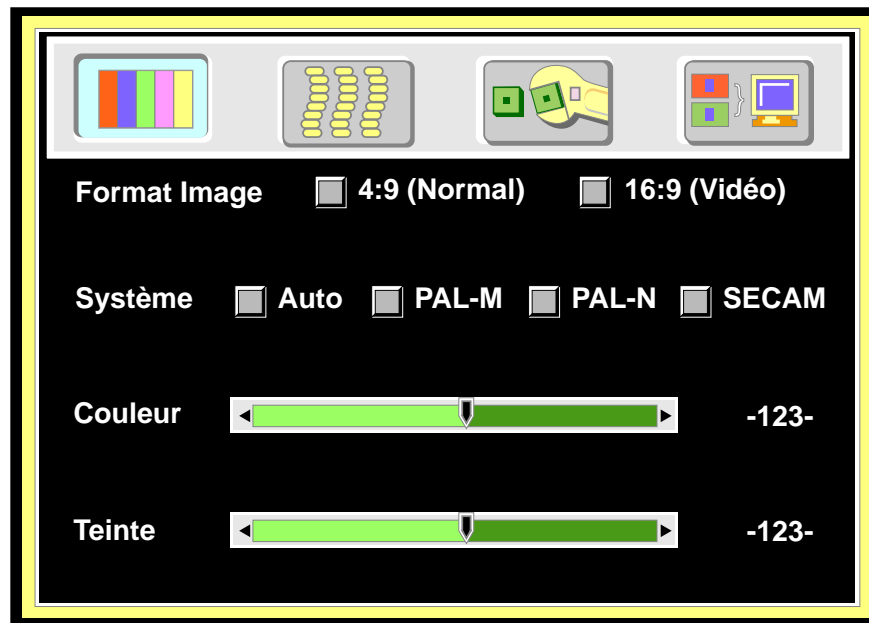 Format Image 4:9 (Normal) 16:9 (Vidéo)
Système Auto PAL-M PAL-N SECAM
Couleur -123-
Teinte -123-